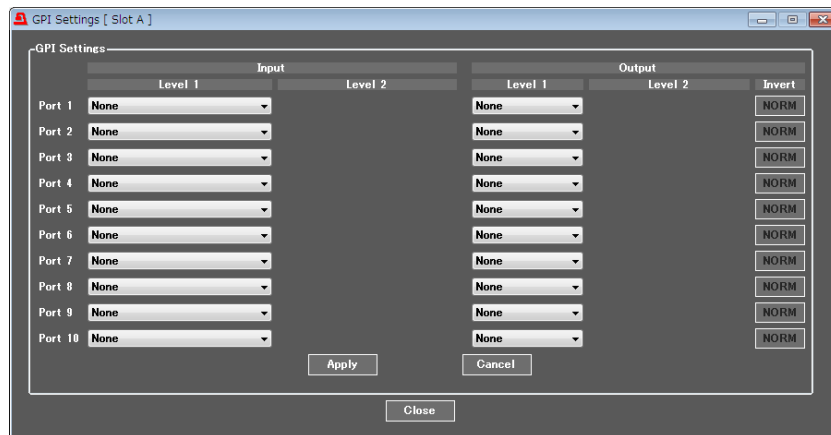 GPI Settings [ Slot A ]
GPI Settings
Input Output
Level 1 Level 2 Level 1 Level 2 Invert
Port 1 None None NORM
Port 2 None None NORM
Port 3 None None NORM
Port 4 None None NORM
Port 5 None None NORM
Port 6 None None NORM
Port 7 None None NORM
Port 8 None None NORM
Port 9 None None NORM
Port 10 None None NORM
Apply Cancel
Close